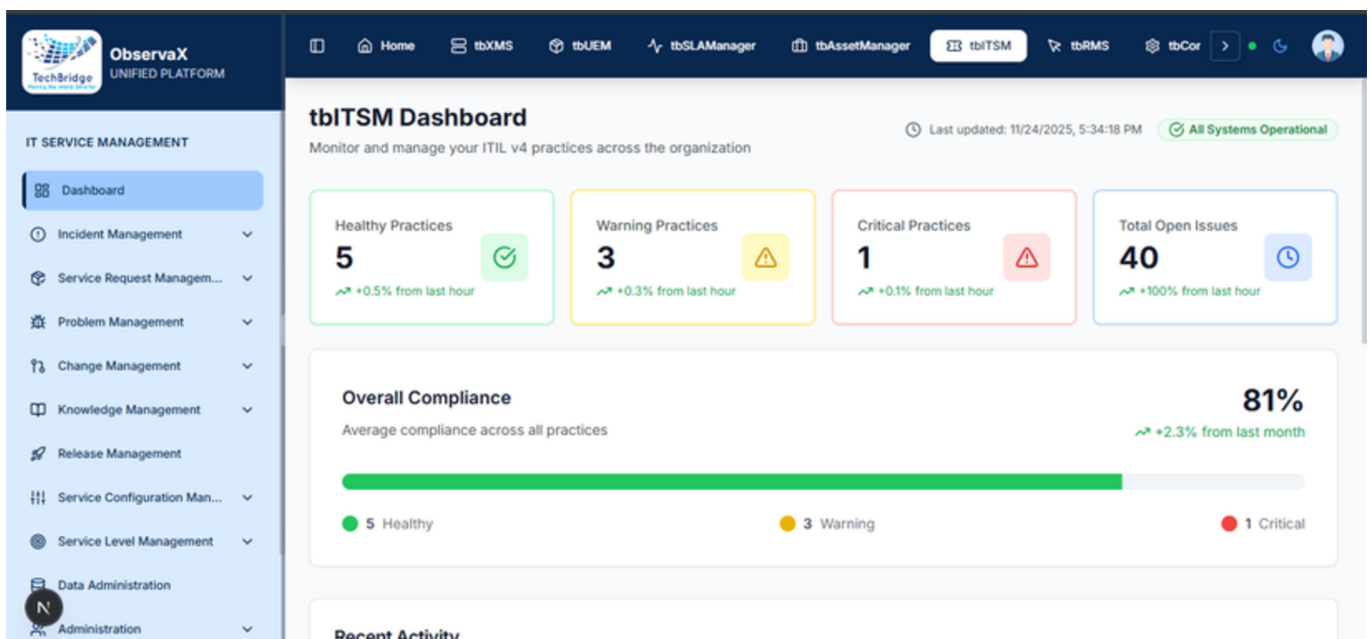 TechBridge
ObservaX
UNIFIED PLATFORM
Home
tbXMS
tbUEM
tbSLAManager
tbAssetManager
tbITSM
tbRMS
tbCor
IT SERVICE MANAGEMENT
Dashboard
Incident Management
Service Request Managem...
Problem Management
Change Management
Knowledge Management
Release Management
Service Configuration Man...
Service Level Management
Data Administration
N
Administration
tbITSM Dashboard
Monitor and manage your ITIL v4 practices across the organization
Last updated: 11/24/2025, 5:34:18 PM
All Systems Operational
Healthy Practices
5
+0.5% from last hour
Warning Practices
3
+0.3% from last hour
Critical Practices
1
+0.1% from last hour
Total Open Issues
40
+100% from last hour
Overall Compliance
Average compliance across all practices
81%
+2.3% from last month
5 Healthy
3 Warning
1 Critical
Recent Activity